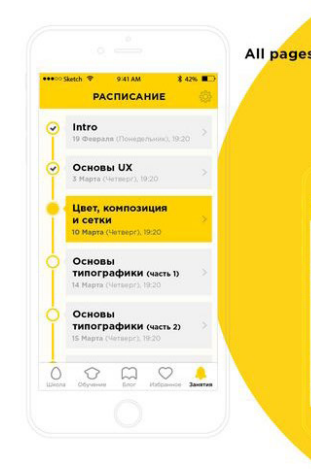 All pages
Sketch 9:41 AM 42%
РАСПИСАНИЕ
Intro
19 Февраля (Понедельник), 19:20
Основы UX
3 Марта (Четверг), 19:20
Цвет, композиция
и сетки
10 Марта (Четверг), 19:20
Основы
типографики (часть 1)
14 Марта (Четверг), 19:20
Основы
типографики (часть 2)
15 Марта (Четверг), 19:20
Школа Обучение Блог Избранное Занятия